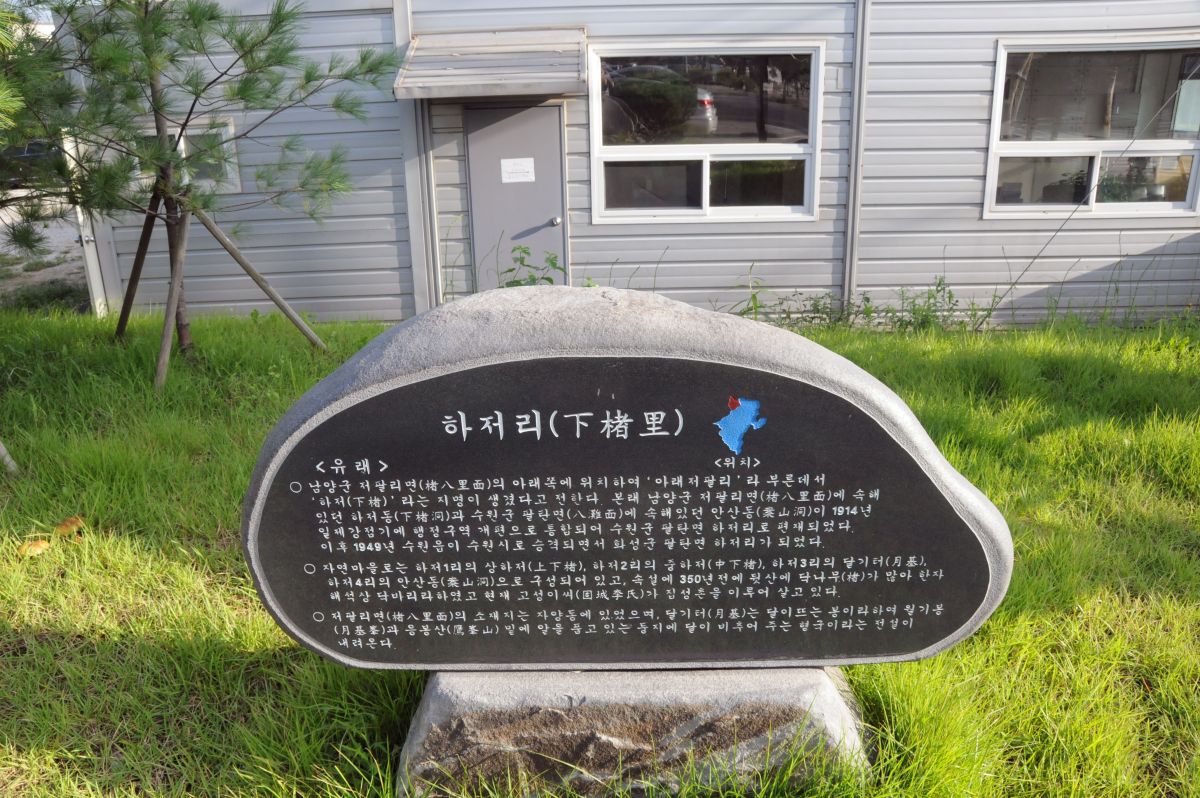 하저리(下楮里)
<유래>
<위치>
○ 남양군 저팔리면(楮八里面)의 아래쪽에 위치하여 '아래저팔리' 라 부른데서
'하저(下楮)' 라는 지명이 생겼다고 전한다. 본래 남양군 저팔리면(楮八里面)에 속해
있던 하저동(下楮洞)과 수원군 팔탄면(八灘面)에 속해있던 안산동(案山洞)이 1914년
일제강점기에 행정구역 개편으로 통합되어 수원군 팔탄면 하저리로 편재되었다.
이후 1949년 수원읍이 수원시로 승격되면서 화성군 팔탄면 하저리가 되었다.
○ 자연마을로는 하저1리의 상하저(上下楮), 하저2리의 중하저(中下楮), 하저3리의 달기터(月基),
하저4리의 안산동(案山洞)으로 구성되어 있고, 속설에 350년전에 뒷산에 닥나무(楮)가 많아 한자
해석상 닥마리라하였고 현재 고성이씨(固城李氏)가 집성촌을 이루어 살고 있다.
○ 저팔리면(楮八里面)의 소재지는 자양동에 있었으며, 달기터(月基)는 달이뜨는 봉이라하여 월기봉
(月基峯)과 응봉산(鷹峯山) 밑에 알을 품고 있는 둥지에 달이 비추어 주는 형국이라는 전설이
내려온다.